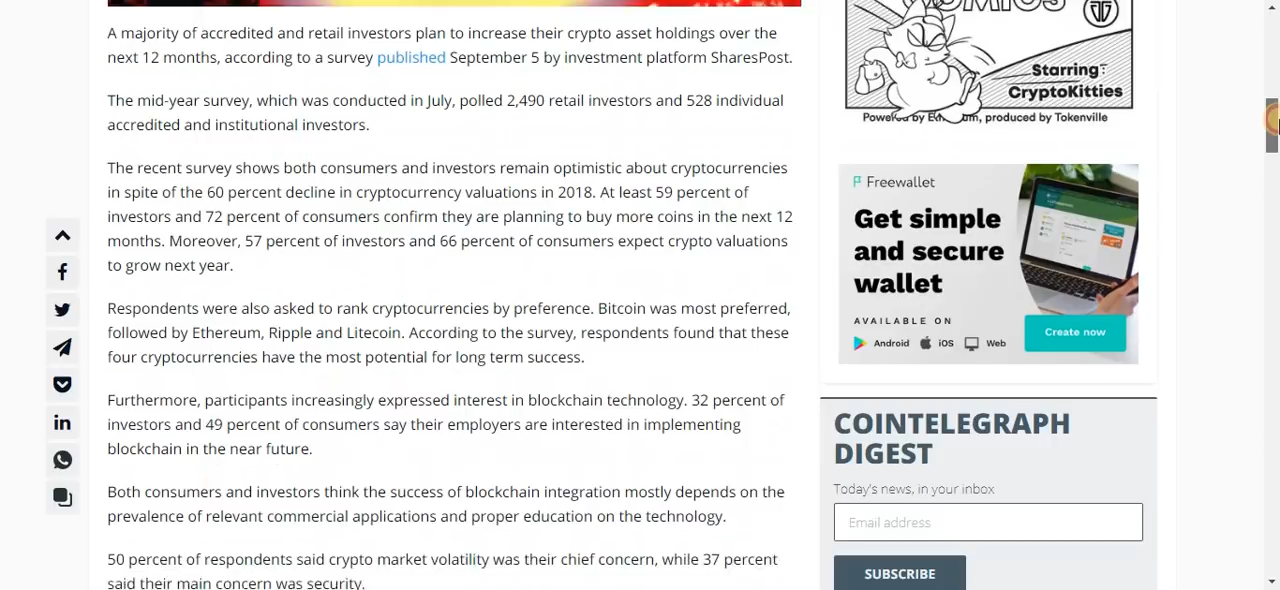 A majority of accredited and retail investors plan to increase their crypto asset holdings over the
next 12 months, according to a survey published September 5 by investment platform SharesPost.
The mid-year survey, which was conducted in July, polled 2,490 retail investors and 528 individual
accredited and institutional investors.
The recent survey shows both consumers and investors remain optimistic about cryptocurrencies
in spite of the 60 percent decline in cryptocurrency valuations in 2018. At least 59 percent of
investors and 72 percent of consumers confirm they are planning to buy more coins in the next 12
months. Moreover, 57 percent of investors and 66 percent of consumers expect crypto valuations
to grow next year.
Respondents were also asked to rank cryptocurrencies by preference. Bitcoin was most preferred,
followed by Ethereum, Ripple and Litecoin. According to the survey, respondents found that these
four cryptocurrencies have the most potential for long term success.
Furthermore, participants increasingly expressed interest in blockchain technology. 32 percent of
investors and 49 percent of consumers say their employers are interested in implementing
blockchain in the near future.
Both consumers and investors think the success of blockchain integration mostly depends on the
prevalence of relevant commercial applications and proper education on the technology.
50 percent of respondents said crypto market volatility was their chief concern, while 37 percent
said their main concern was security.
Starring
CryptoKitties
Powered by, produced by Tokenville
Freewallet
Get simple
and secure
wallet
AVAILABLE ON
Android iOS Web
Create now
COINTELEGRAPH
DIGEST
Today's news, in your inbox
Email address
SUBSCRIBE